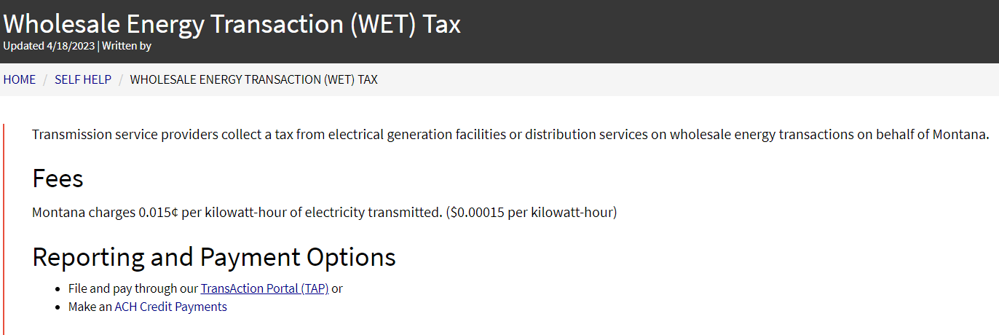 Wholesale Energy Transaction (WET) Tax
Updated 4/18/2023 | Written by
HOME / SELF HELP / WHOLESALE ENERGY TRANSACTION (WET) TAX
Transmission service providers collect a tax from electrical generation facilities or distribution services on wholesale energy transactions on behalf of Montana.
Fees
Montana charges 0.015¢ per kilowatt-hour of electricity transmitted. ($0.00015 per kilowatt-hour)
Reporting and Payment Options
• File and pay through our TransAction Portal (TAP) or
• Make an ACH Credit Payments